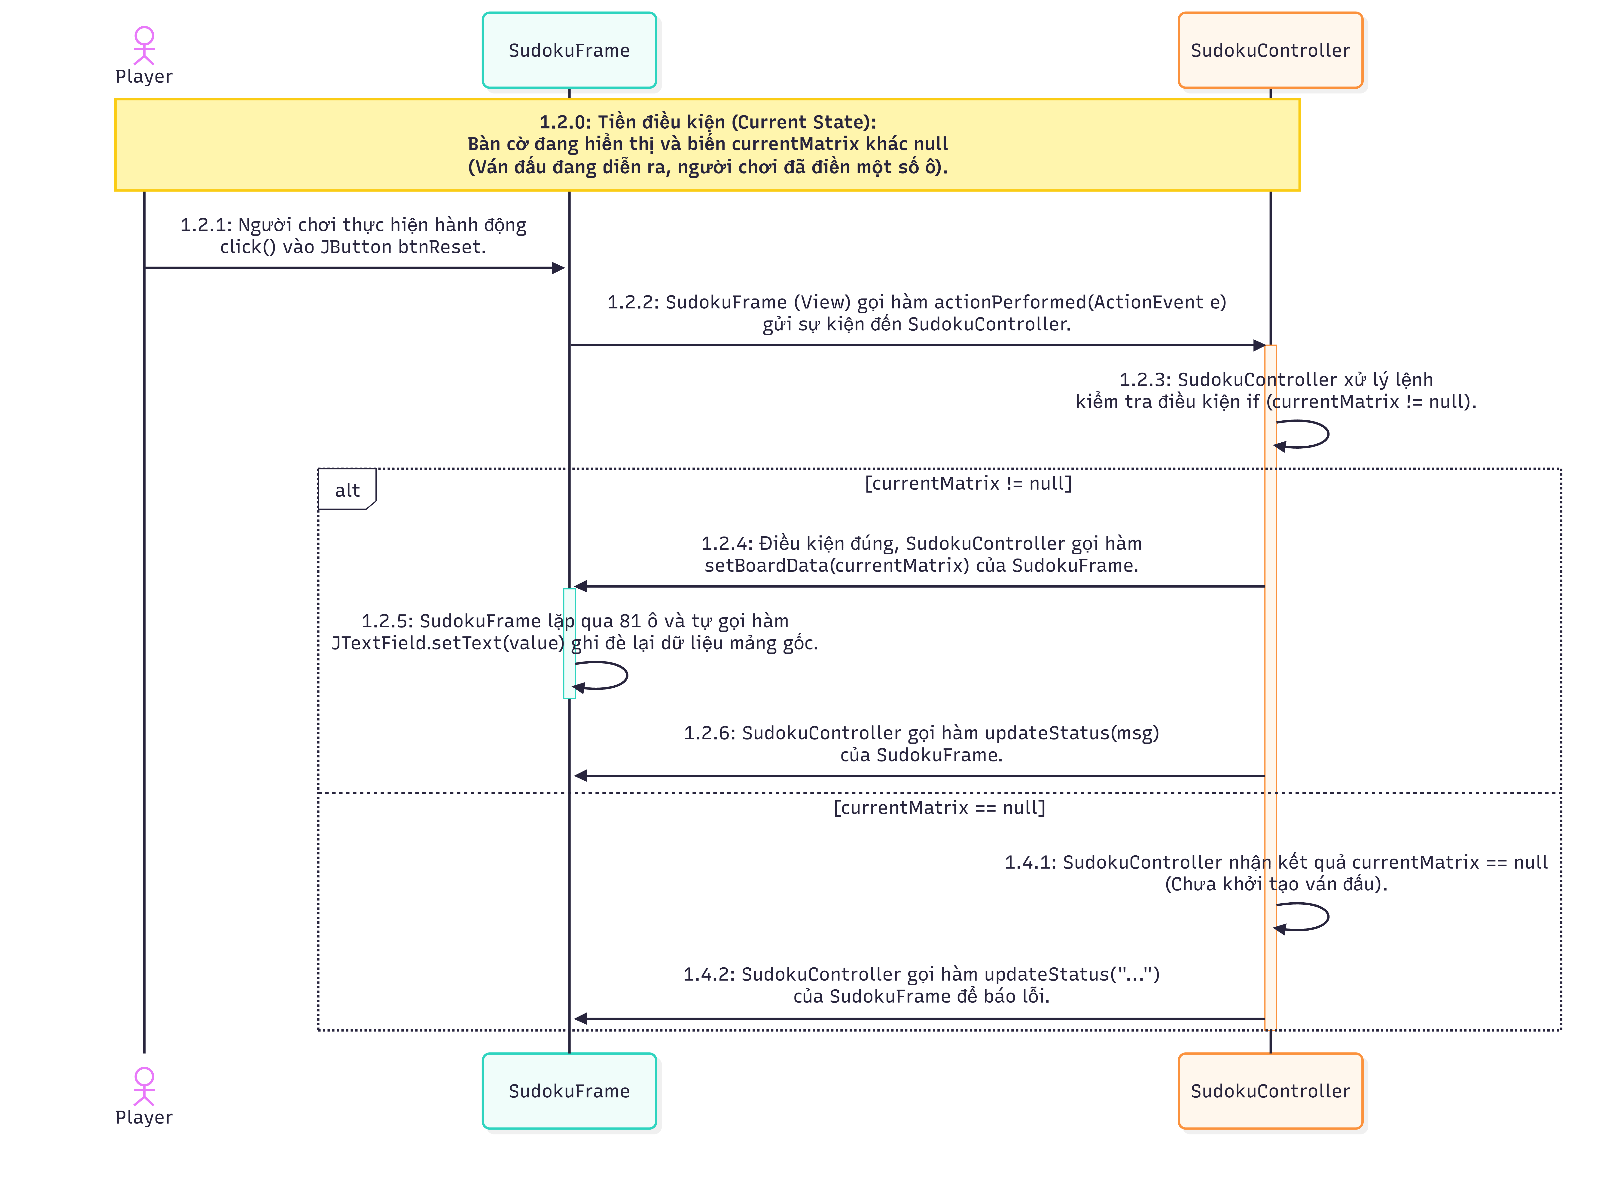 Player
SudokuFrame
SudokuController
1.2.0: Tiền điều kiện (Current State):
Bàn cờ đang hiển thị và biến currentMatrix khác null
(Ván đấu đang diễn ra, người chơi đã điền một số ô).
1.2.1: Người chơi thực hiện hành động
click() vào JButton btnReset.
1.2.2: SudokuFrame (View) gọi hàm actionPerformed(ActionEvent e)
gửi sự kiện đến SudokuController.
1.2.3: SudokuController xử lý lệnh
kiểm tra điều kiện if (currentMatrix != null).
alt
[currentMatrix != null]
1.2.4: Điều kiện đúng, SudokuController gọi hàm
setBoardData(currentMatrix) của SudokuFrame.
1.2.5: SudokuFrame lặp qua 81 ô và tự gọi hàm
JTextField.setText(value) ghi đè lại dữ liệu mảng gốc.
1.2.6: SudokuController gọi hàm updateStatus(msg)
của SudokuFrame.
[currentMatrix == null]
1.4.1: SudokuController nhận kết quả currentMatrix == null
(Chưa khởi tạo ván đấu).
1.4.2: SudokuController gọi hàm updateStatus("...")
của SudokuFrame để báo lỗi.
Player
SudokuFrame
SudokuController